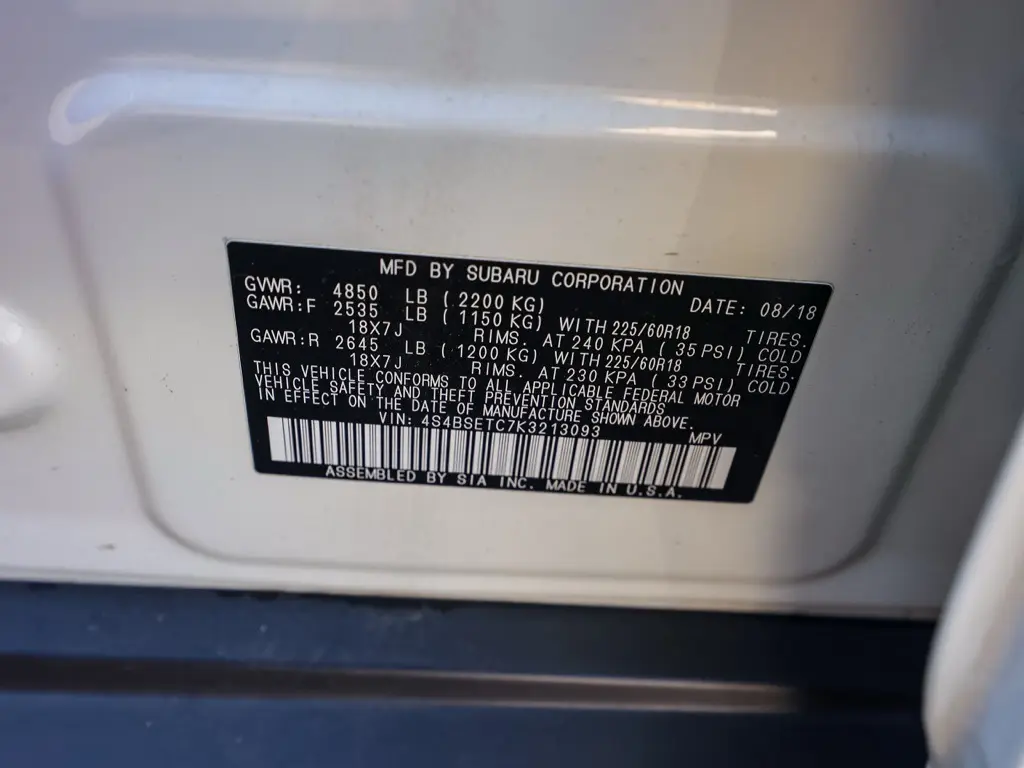 MFD BY SUBARU CORPORATION
GVWR: 4850 LB (2200 KG) DATE: 08/18
GAWR:F 2535 LB (1150 KG) WITH 225/60R18 TIRES.
18X7J RIMS. AT 240 KPA (35 PSI) COLD
GAWR:R 2645 LB (1200 KG) WITH 225/60R18 TIRES.
18X7J RIMS. AT 230 KPA (33 PSI) COLD
THIS VEHICLE CONFORMS TO ALL APPLICABLE FEDERAL MOTOR
VEHICLE SAFETY AND THEFT PREVENTION STANDARDS
IN EFFECT ON THE DATE OF MANUFACTURE SHOWN ABOVE.
VIN: 4S4BSETC7K3213093 MPV
ASSEMBLED BY SIA INC. MADE IN U.S.A.